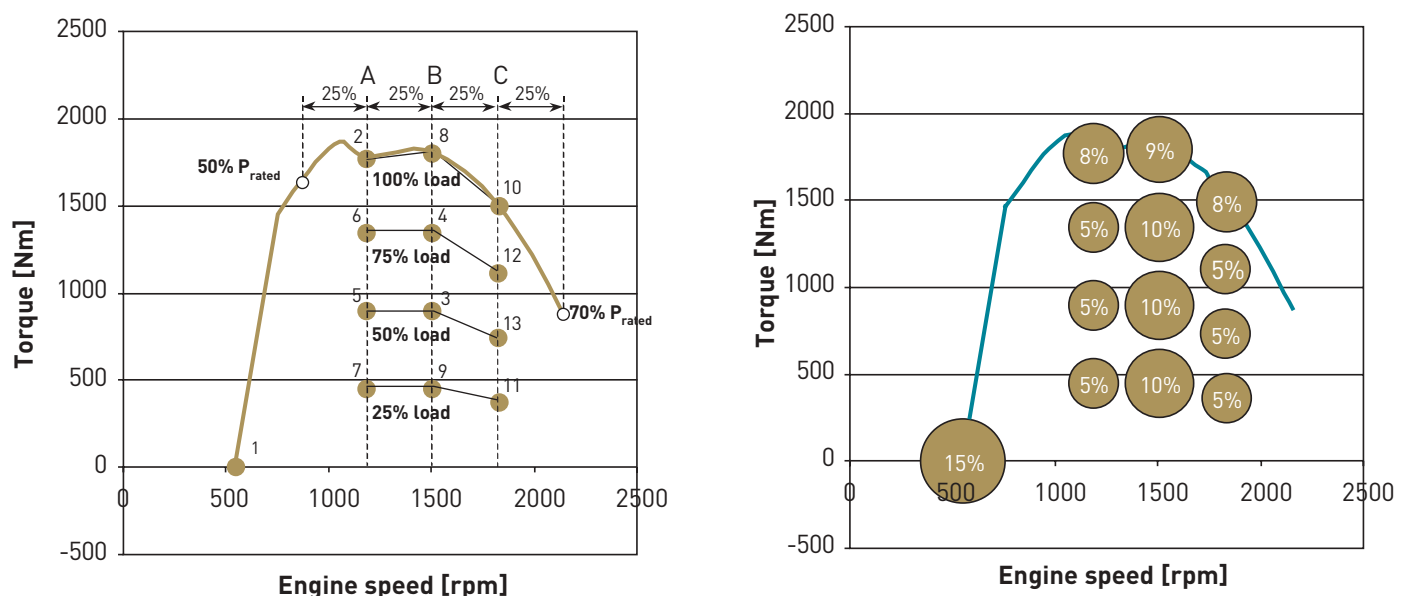 2500
2000
1500
1000
500
0
-500
0 500 1000 1500 2000 2500
Torque [Nm]
Engine speed [rpm]
A B C
25% 25% 25% 25%
50% Prated
2 8
100% load
10
6 4
75% load
12
70% Prated
5 3
50% load
13
7 9
25% load
11
1
2500
2000
1500
1000
500
0
-500
0 500 1000 1500 2000 2500
Torque [Nm]
Engine speed [rpm]
8% 9%
8%
5% 10%
5%
5% 10%
5%
5% 10%
5%
15%